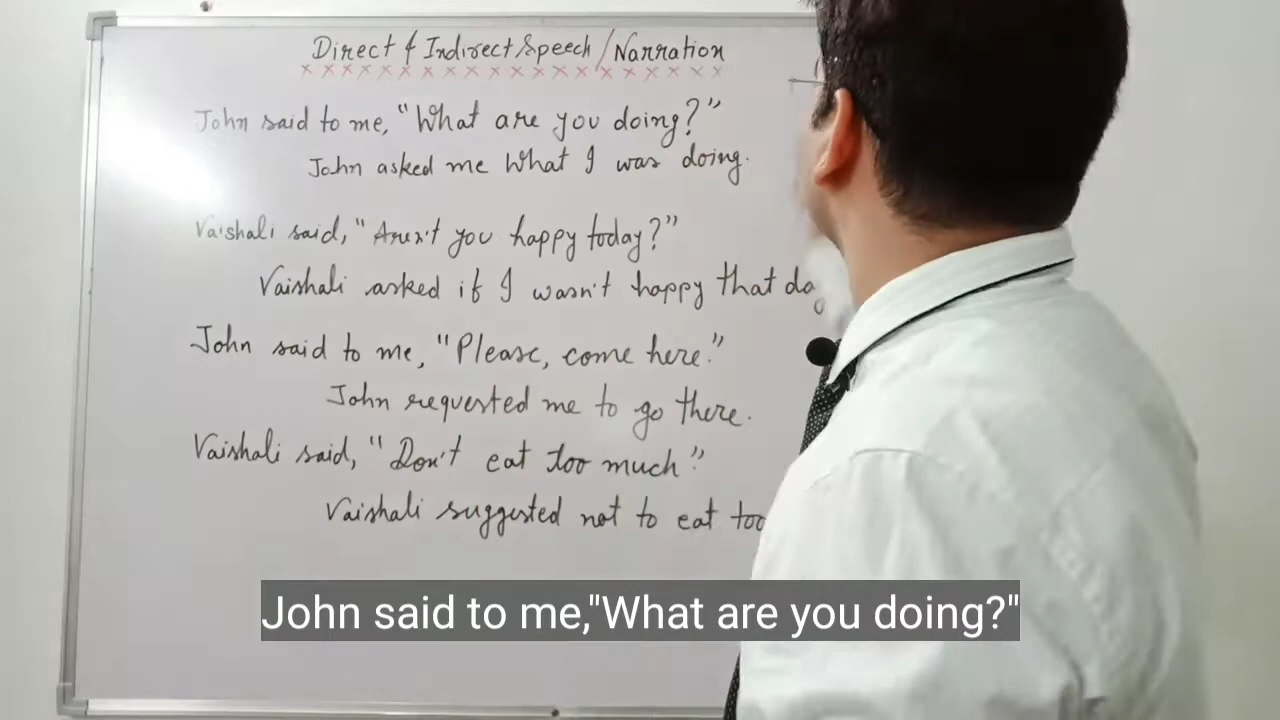 Direct & Indirect Speech/Narration
John said to me, "What are you doing?"
John asked me what I was doing.
Vaishali said, "Aren't you happy today?"
Vaishali asked if I wasn't happy that day
John said to me, "Please, come here."
John requested me to go there.
Vaishali said, "Don't eat too much"
Vaishali suggested not to eat too
John said to me,"What are you doing?"